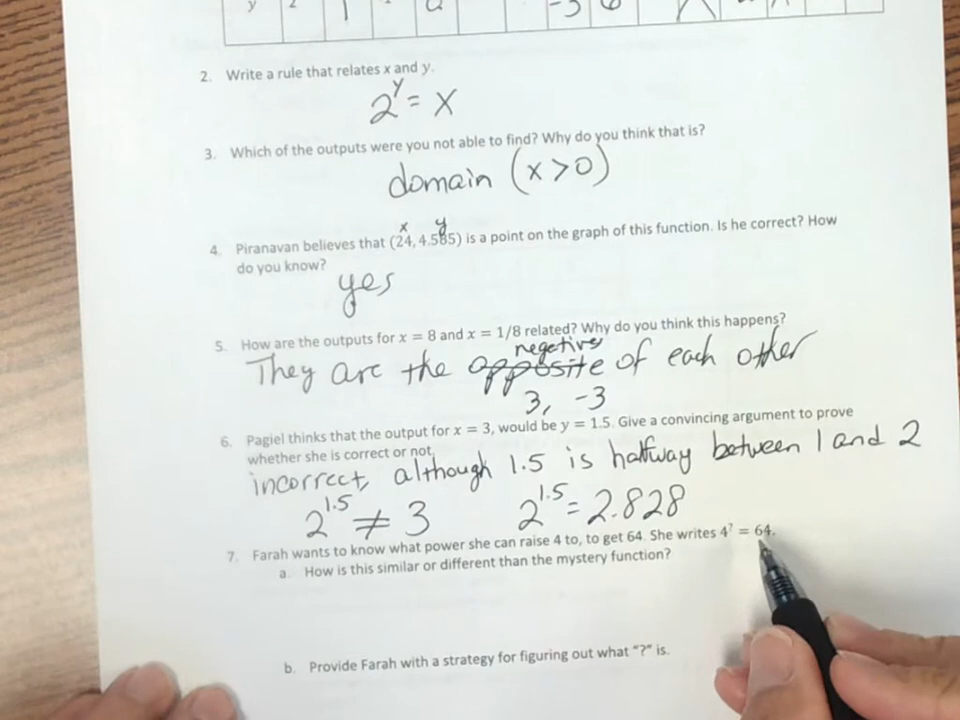 y 2 1 -3 6
2. Write a rule that relates x and y.
2^y = x
3. Which of the outputs were you not able to find? Why do you think that is?
domain (x>0)
x y
4. Piranavan believes that (24, 4.585) is a point on the graph of this function. Is he correct? How
do you know?
yes
5. How are the outputs for x = 8 and x = 1/8 related? Why do you think this happens?
negative
They are the opposite of each other
3, -3
6. Pagiel thinks that the output for x = 3, would be y = 1.5. Give a convincing argument to prove
whether she is correct or not.
incorrect, although 1.5 is halfway between 1 and 2
2^1.5 ≠ 3 2^1.5 = 2.828
7. Farah wants to know what power she can raise 4 to, to get 64. She writes 4^? = 64.
a. How is this similar or different than the mystery function?
b. Provide Farah with a strategy for figuring out what "?" is.